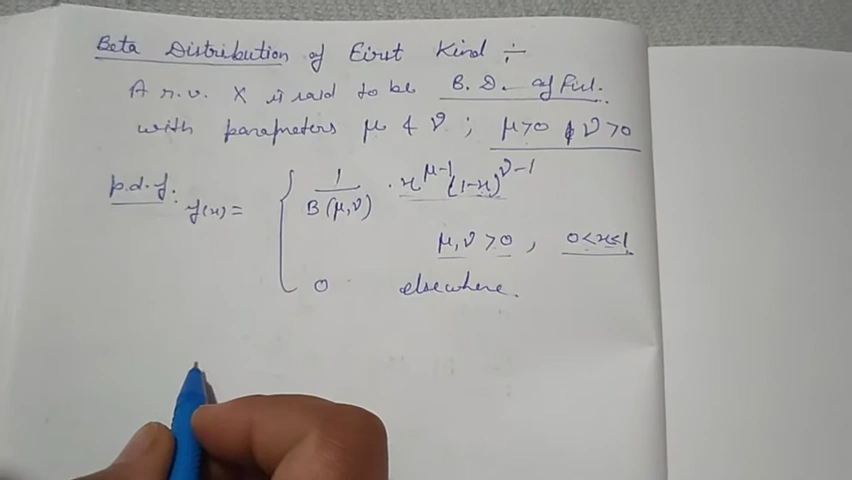 Beta Distribution of First Kind ÷
A r.v. X is said to be B. D. of
with parameters μ & ν ; μ>0 & ν>0
p.d.f. f(x) = { 1/B(μ,ν) · x^(μ-1) (1-x)^(ν-1)
μ,ν >0 , 0<x≤1
0 elsewhere.